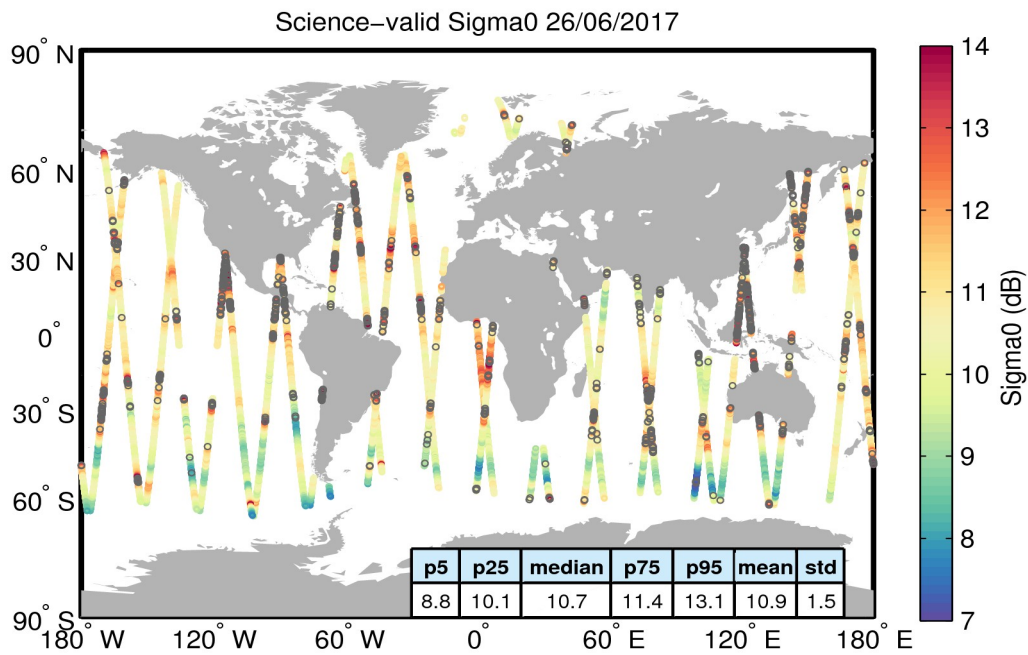 Science−valid Sigma0 26/06/2017
90° N
60° N
30° N
0°
30° S
60° S
90° S
180° W
120° W
60° W
0°
60° E
120° E
180° E
p5 p25 median p75 p95 mean std
8.8 10.1 10.7 11.4 13.1 10.9 1.5
14
13
12
11
10
9
8
7
Sigma0 (dB)